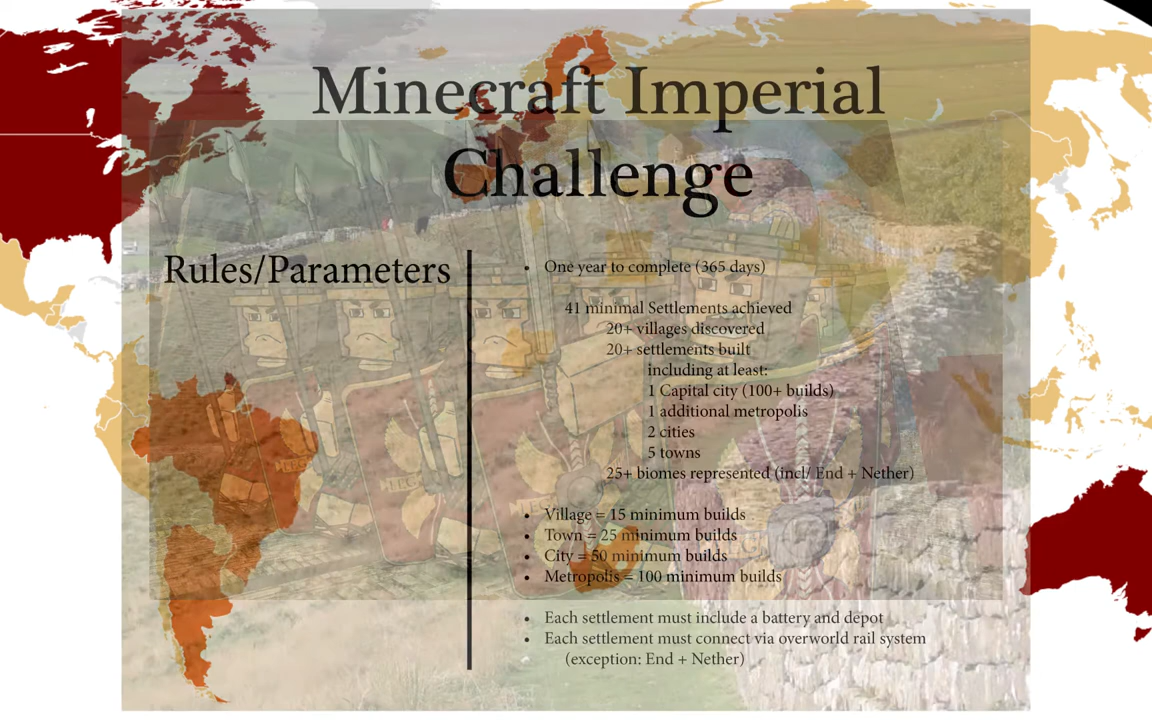 Minecraft Imperial
Challenge
Rules/Parameters
• One year to complete (365 days)
41 minimal Settlements achieved
20+ villages discovered
20+ settlements built
including at least:
1 Capital city (100+ builds)
1 additional metropolis
2 cities
5 towns
25+ biomes represented (incl/ End + Nether)
• Village = 15 minimum builds
• Town = 25 minimum builds
• City = 50 minimum builds
• Metropolis = 100 minimum builds
• Each settlement must include a battery and depot
• Each settlement must connect via overworld rail system
(exception: End + Nether)